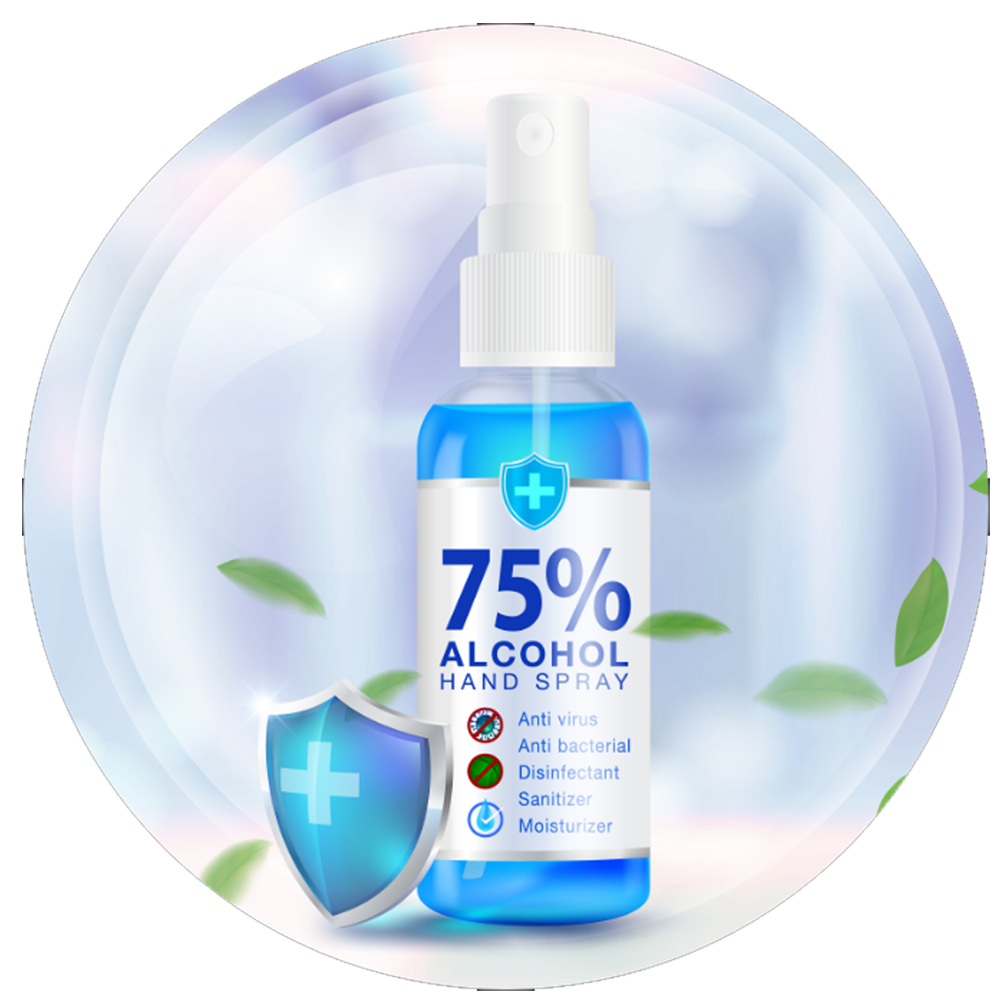 75%
ALCOHOL
HAND SPRAY
Anti virus
Anti bacterial
Disinfectant
Sanitizer
Moisturizer